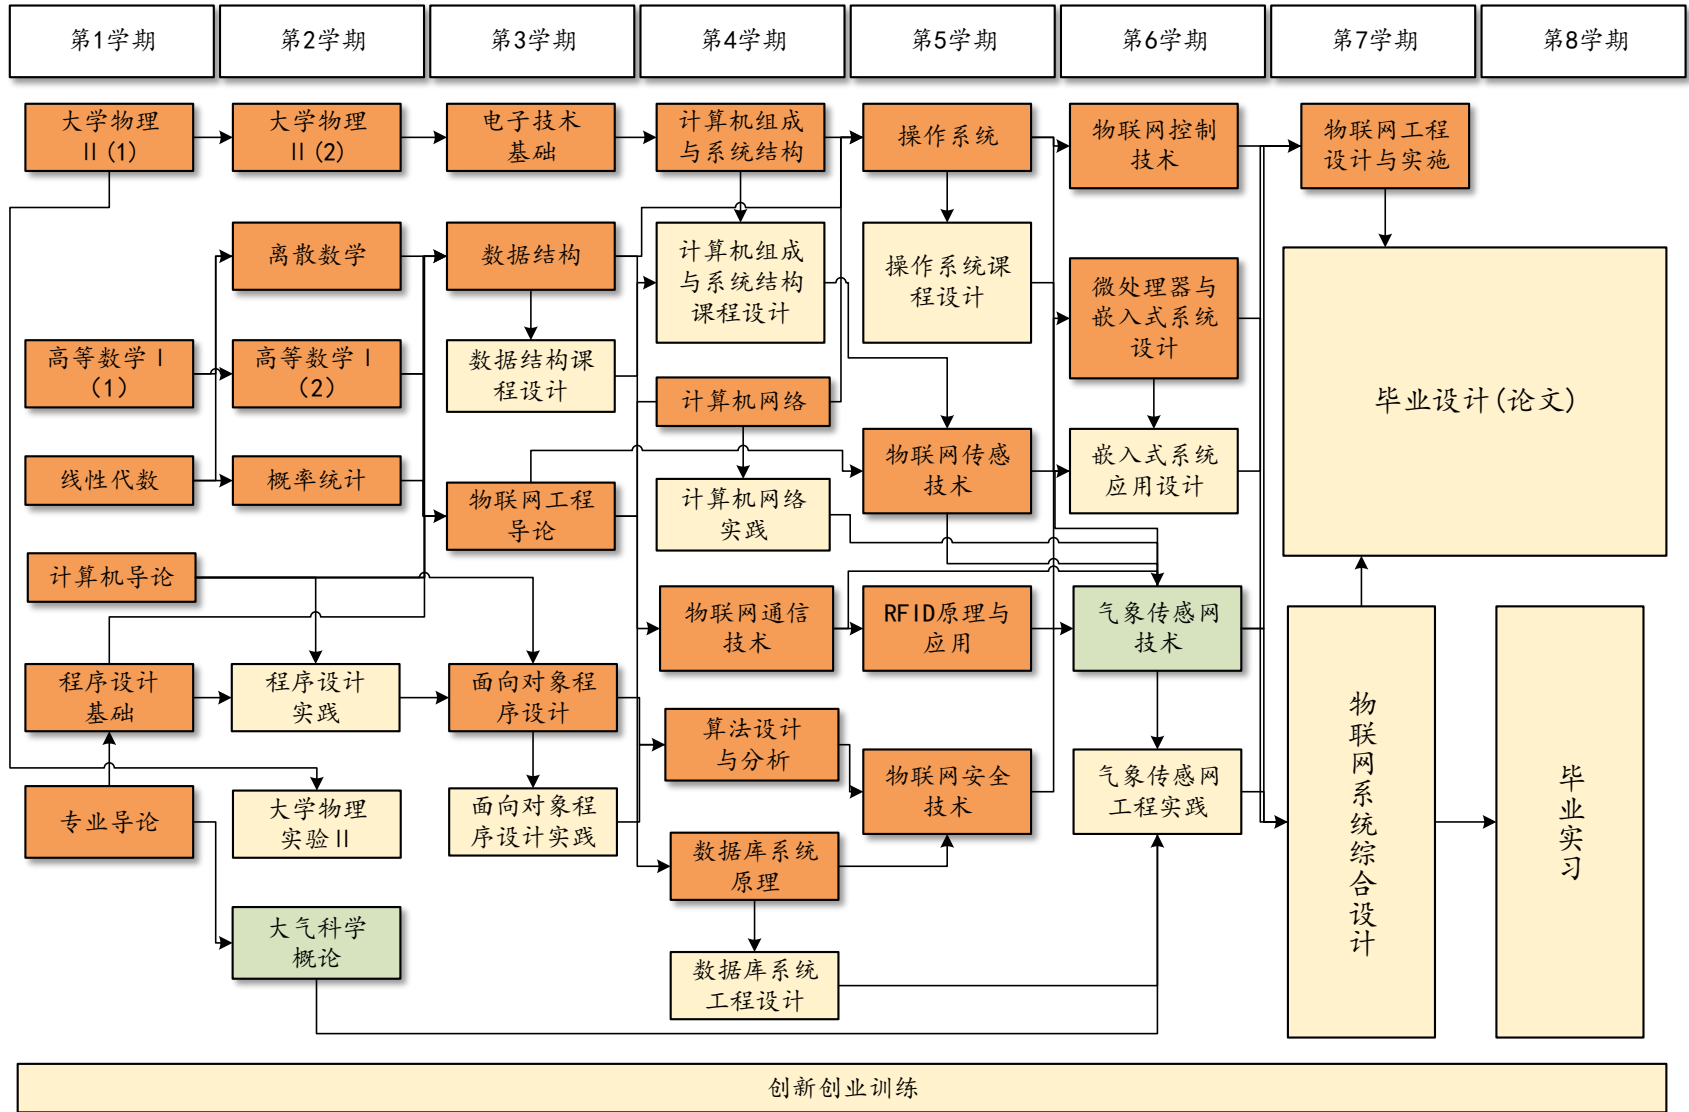 第1学期
第2学期
第3学期
第4学期
第5学期
第6学期
第7学期
第8学期
大学物理
II(1)
大学物理
II(2)
电子技术
基础
计算机组成
与系统结构
操作系统
物联网控制
技术
物联网工程
设计与实施
离散数学
数据结构
计算机组成
与系统结构
课程设计
操作系统课
程设计
微处理器与
嵌入式系统
设计
高等数学I
(1)
高等数学I
(2)
数据结构课
程设计
计算机网络
毕业设计(论文)
线性代数
概率统计
物联网工程
导论
计算机网络
实践
物联网传感
技术
嵌入式系统
应用设计
计算机导论
物联网通信
技术
RFID原理与
应用
气象传感网
技术
程序设计
基础
程序设计
实践
面向对象程
序设计
算法设计
与分析
物联网安全
技术
气象传感网
工程实践
物联网系统综合设计
毕业实习
专业导论
大学物理
实验II
面向对象程
序设计实践
数据库系统
原理
大气科学
概论
数据库系统
工程设计
创新创业训练